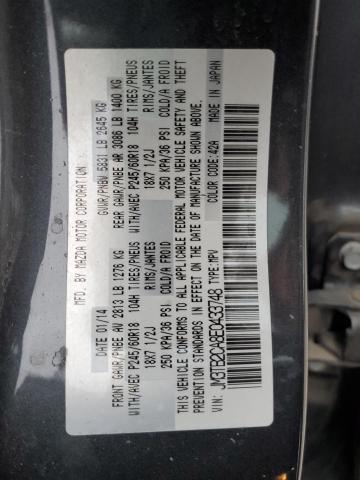 MFD. BY MAZDA MOTOR CORPORATION
DATE: 01/14 GVWR/PNBV 5831 LB 2645 KG
FRONT GAWR/PNBE AV 2813 LB 1276 KG REAR GAWR/PNBE AR 3086 LB 1400 KG
WITH/AVEC P245/60R18 104H TIRES/PNEUS WITH/AVEC P245/60R18 104H TIRES/PNEUS
18X7 1/2J RIMS/JANTES 18X7 1/2J RIMS/JANTES
250 KPA/36 PSI. COLD/A FROID 250 KPA/36 PSI. COLD/A FROID
THIS VEHICLE CONFORMS TO ALL APPLICABLE FEDERAL MOTOR VEHICLE SAFETY AND THEFT
PREVENTION STANDARDS IN EFFECT ON THE DATE OF MANUFACTURE SHOWN ABOVE.
VIN: JM3TB2CA8E0433748 TYPE: MPV COLOR: 42A MADE IN JAPAN